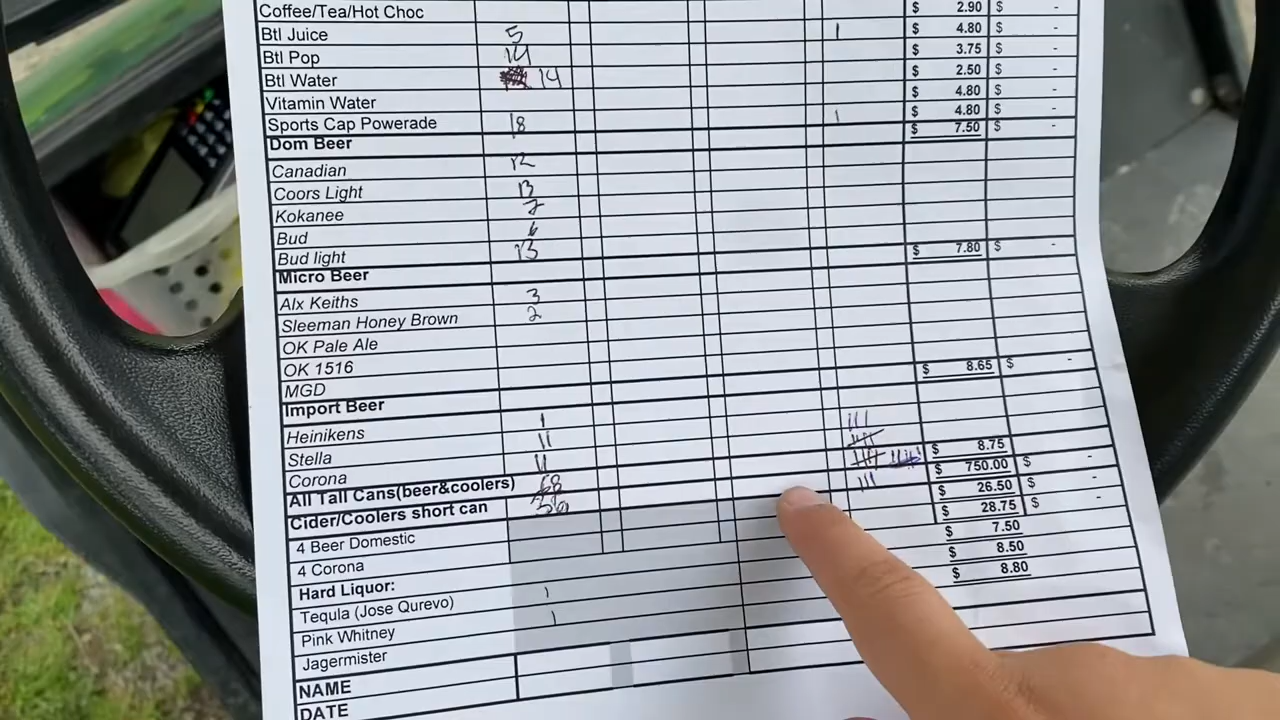 Coffee/Tea/Hot Choc $ 2.90 $ -
Btl Juice 5 $ 4.80 $ -
Btl Pop 14 $ 3.75 $ -
Btl Water 14 $ 2.50 $ -
Vitamin Water $ 4.80 $ -
Sports Cap Powerade 18 $ 4.80 $ -
Dom Beer $ 7.50 $ -
Canadian 12
Coors Light 13
Kokanee 7
Bud 6
Bud light 13 $ 7.80 $ -
Micro Beer
Alx Keiths 3
Sleeman Honey Brown 2
OK Pale Ale
OK 1516 $ 8.65 $ -
MGD
Import Beer
Heinikens 1
Stella 11 $ 8.75
Corona 11 $ 750.00 $ -
All Tall Cans(beer&coolers) 68 $ 26.50 $ -
Cider/Coolers short can $ 28.75 $ -
4 Beer Domestic $ 7.50
4 Corona $ 8.50
Hard Liquor: $ 8.80
Tequla (Jose Qurevo) 1
Pink Whitney 1
Jagermister
NAME
DATE